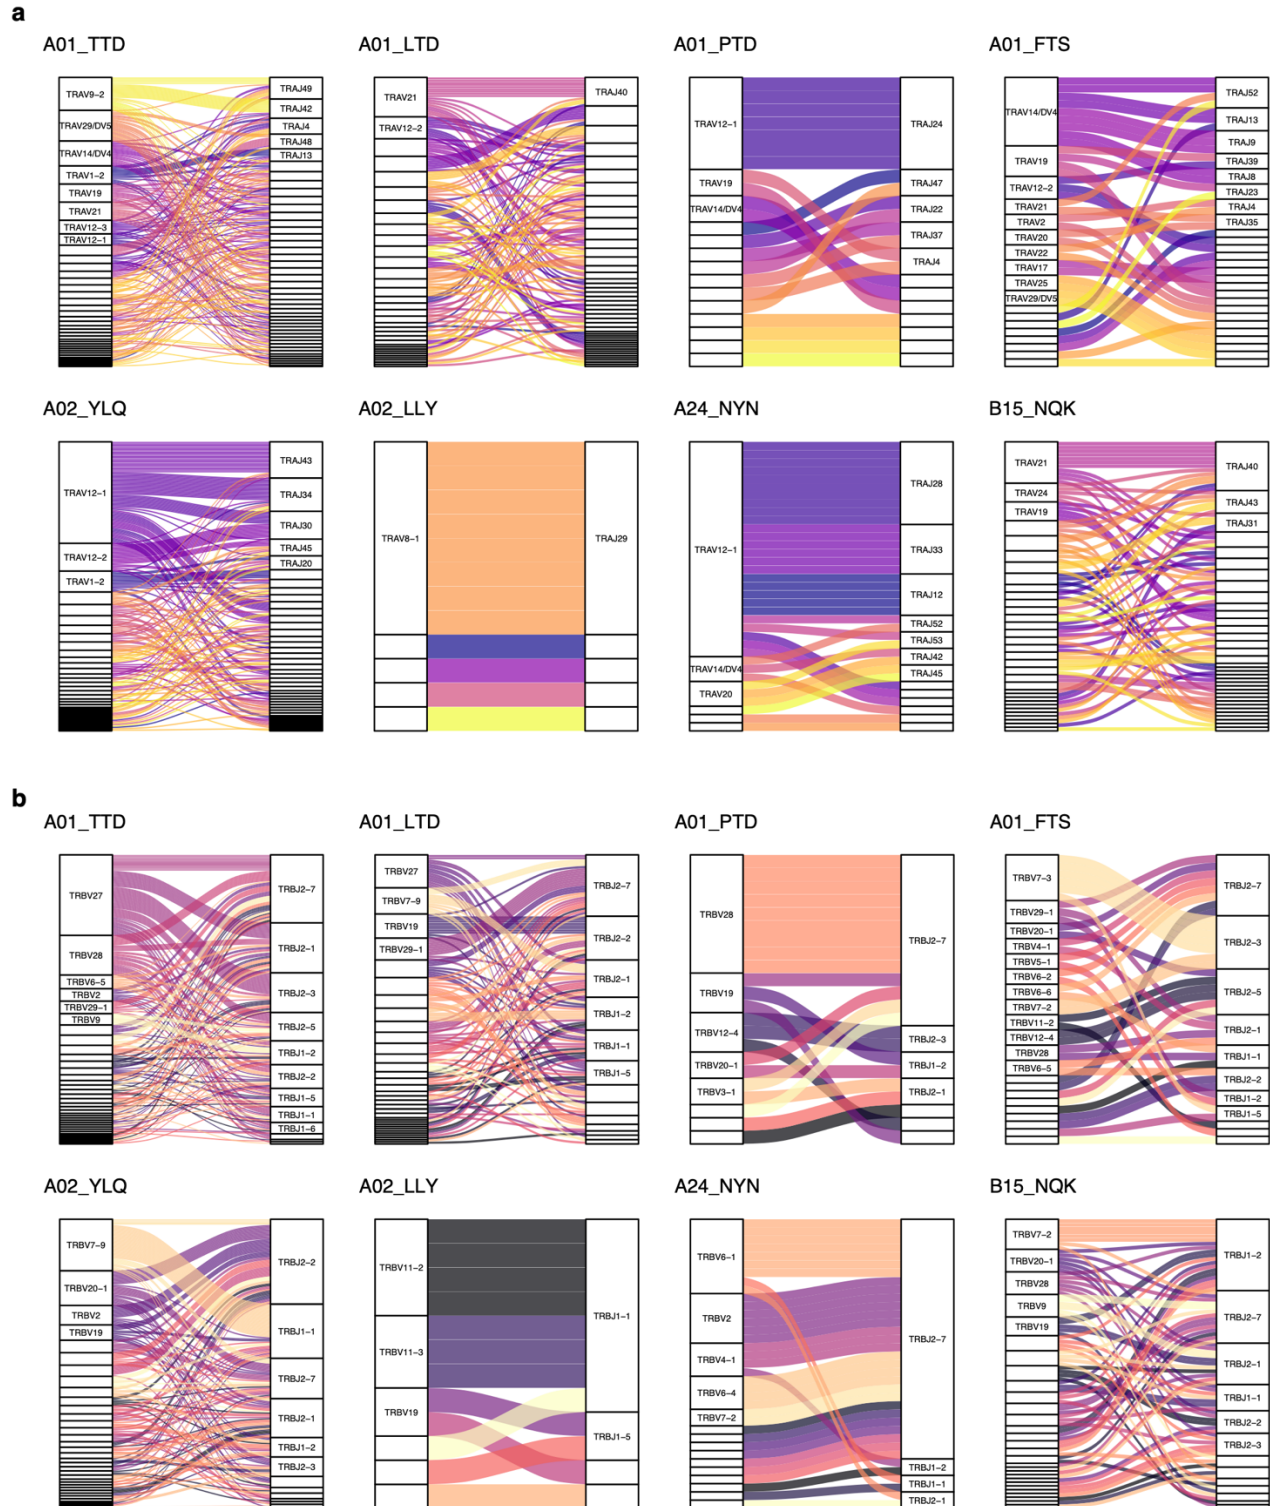 a
A01_TTD
A01_LTD
A01_PTD
A01_FTS
TRAV9-2
TRAV29/DV5
TRAV14/DV4
TRAV1-2
TRAV19
TRAV21
TRAV12-3
TRAV12-1
TRAJ49
TRAJ42
TRAJ4
TRAJ48
TRAJ13
TRAV21
TRAV12-2
TRAJ40
TRAV12-1
TRAV19
TRAV14/DV4
TRAJ24
TRAJ47
TRAJ22
TRAJ37
TRAJ4
TRAV14/DV4
TRAV19
TRAV12-2
TRAV21
TRAV2
TRAV20
TRAV22
TRAV17
TRAV25
TRAV29/DV5
TRAJ52
TRAJ13
TRAJ9
TRAJ39
TRAJ8
TRAJ23
TRAJ4
TRAJ35
A02_YLQ
A02_LLY
A24_NYN
B15_NQK
TRAV12-1
TRAV12-2
TRAV1-2
TRAJ43
TRAJ34
TRAJ30
TRAJ45
TRAJ20
TRAV8-1
TRAJ29
TRAV12-1
TRAV14/DV4
TRAV20
TRAJ28
TRAJ33
TRAJ12
TRAJ52
TRAJ53
TRAJ42
TRAJ45
TRAV21
TRAV24
TRAV19
TRAJ40
TRAJ43
TRAJ31
b
A01_TTD
A01_LTD
A01_PTD
A01_FTS
TRBV27
TRBV28
TRBV6-5
TRBV2
TRBV29-1
TRBV9
TRBJ2-7
TRBJ2-1
TRBJ2-3
TRBJ2-5
TRBJ1-2
TRBJ2-2
TRBJ1-5
TRBJ1-1
TRBJ1-6
TRBV27
TRBV7-9
TRBV19
TRBV29-1
TRBJ2-7
TRBJ2-2
TRBJ2-1
TRBJ1-2
TRBJ1-1
TRBJ1-5
TRBV28
TRBV19
TRBV12-4
TRBV20-1
TRBV3-1
TRBJ2-7
TRBJ2-3
TRBJ1-2
TRBJ2-1
TRBV7-3
TRBV29-1
TRBV20-1
TRBV4-1
TRBV5-1
TRBV6-2
TRBV6-6
TRBV7-2
TRBV11-2
TRBV12-4
TRBV28
TRBV6-5
TRBJ2-7
TRBJ2-3
TRBJ2-5
TRBJ2-1
TRBJ1-1
TRBJ2-2
TRBJ1-2
TRBJ1-5
A02_YLQ
A02_LLY
A24_NYN
B15_NQK
TRBV7-9
TRBV20-1
TRBV2
TRBV19
TRBJ2-2
TRBJ1-1
TRBJ2-7
TRBJ2-1
TRBJ1-2
TRBJ2-3
TRBV11-2
TRBV11-3
TRBV19
TRBJ1-1
TRBJ1-5
TRBV6-1
TRBV2
TRBV4-1
TRBV6-4
TRBV7-2
TRBJ2-7
TRBJ1-2
TRBJ1-1
TRBJ2-1
TRBV7-2
TRBV20-1
TRBV28
TRBV9
TRBV19
TRBJ1-2
TRBJ2-7
TRBJ2-1
TRBJ1-1
TRBJ2-2
TRBJ2-3